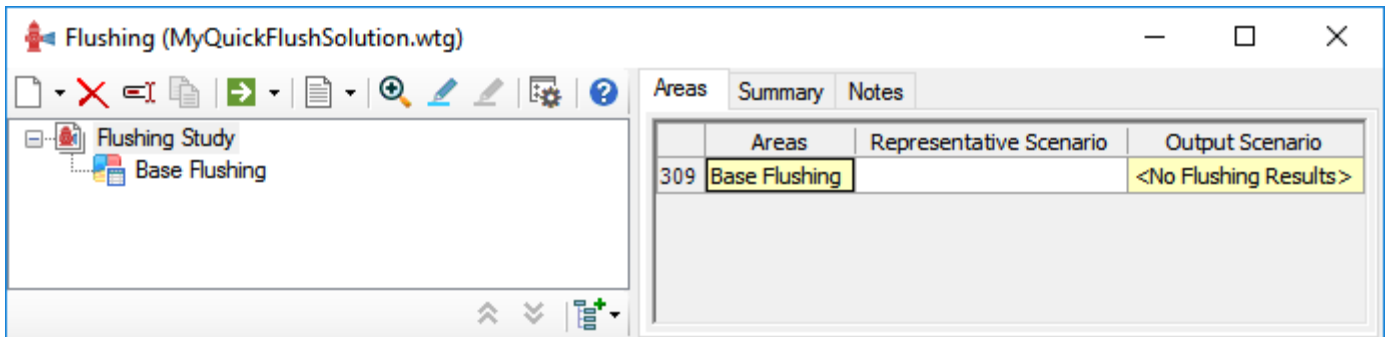 Flushing (MyQuickFlushSolution.wtg)
Areas Summary Notes
Flushing Study
Base Flushing
Areas Representative Scenario Output Scenario
309 Base Flushing <No Flushing Results>